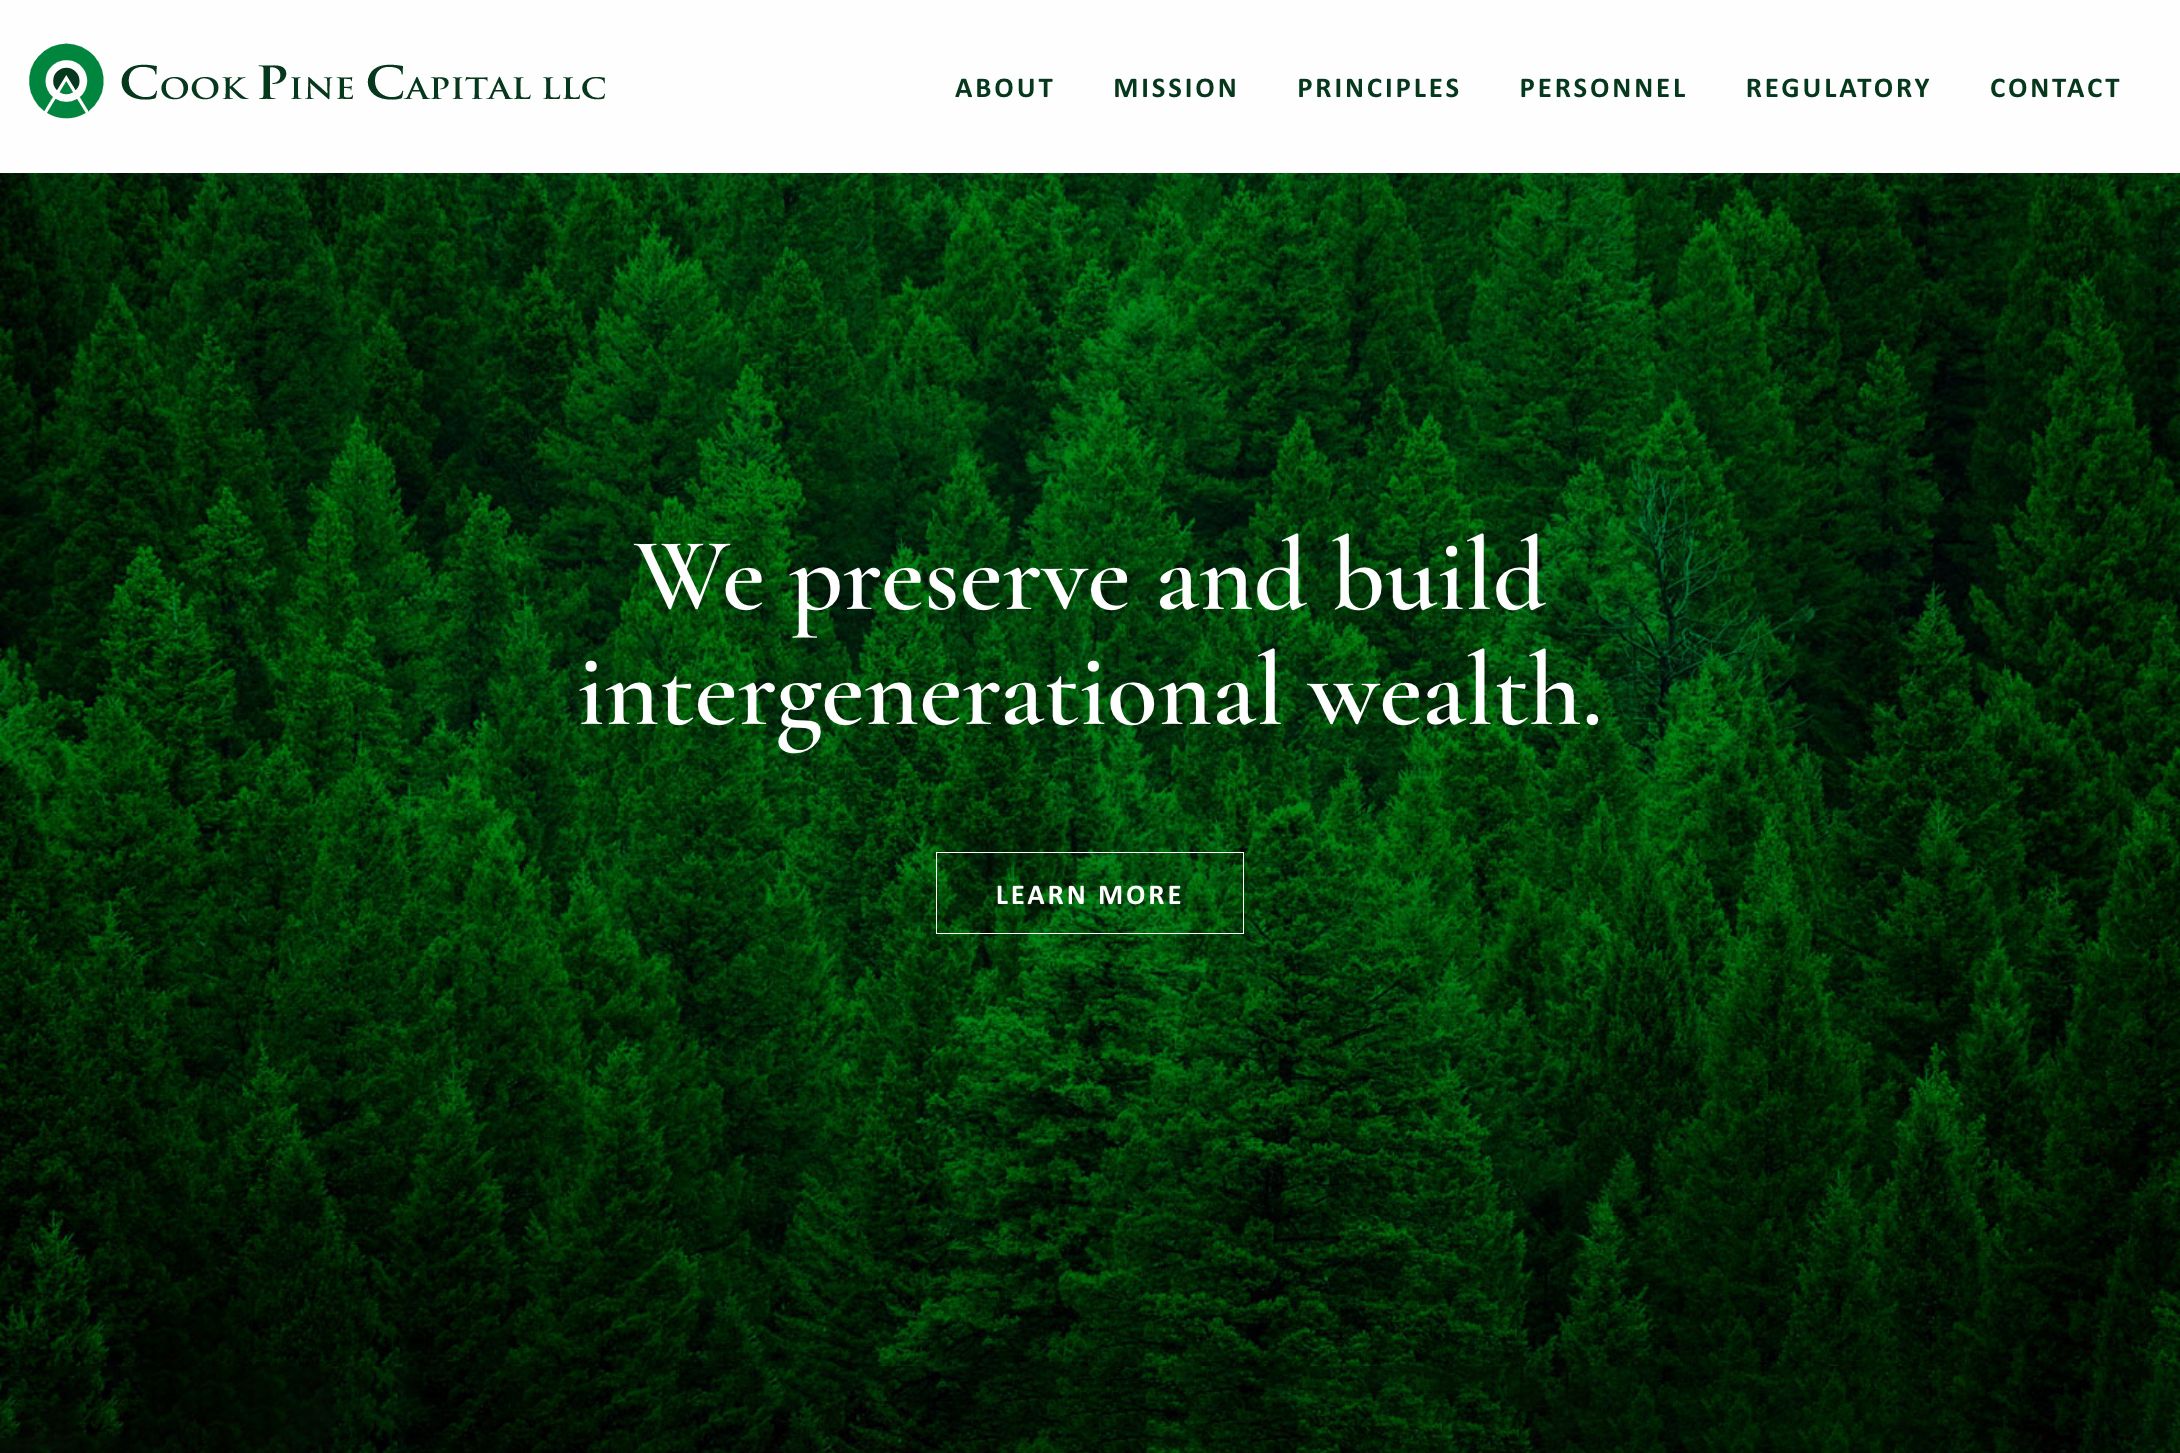 COOK PINE CAPITAL LLC
ABOUT MISSION PRINCIPLES PERSONNEL REGULATORY CONTACT
We preserve and build
intergenerational wealth.
LEARN MORE